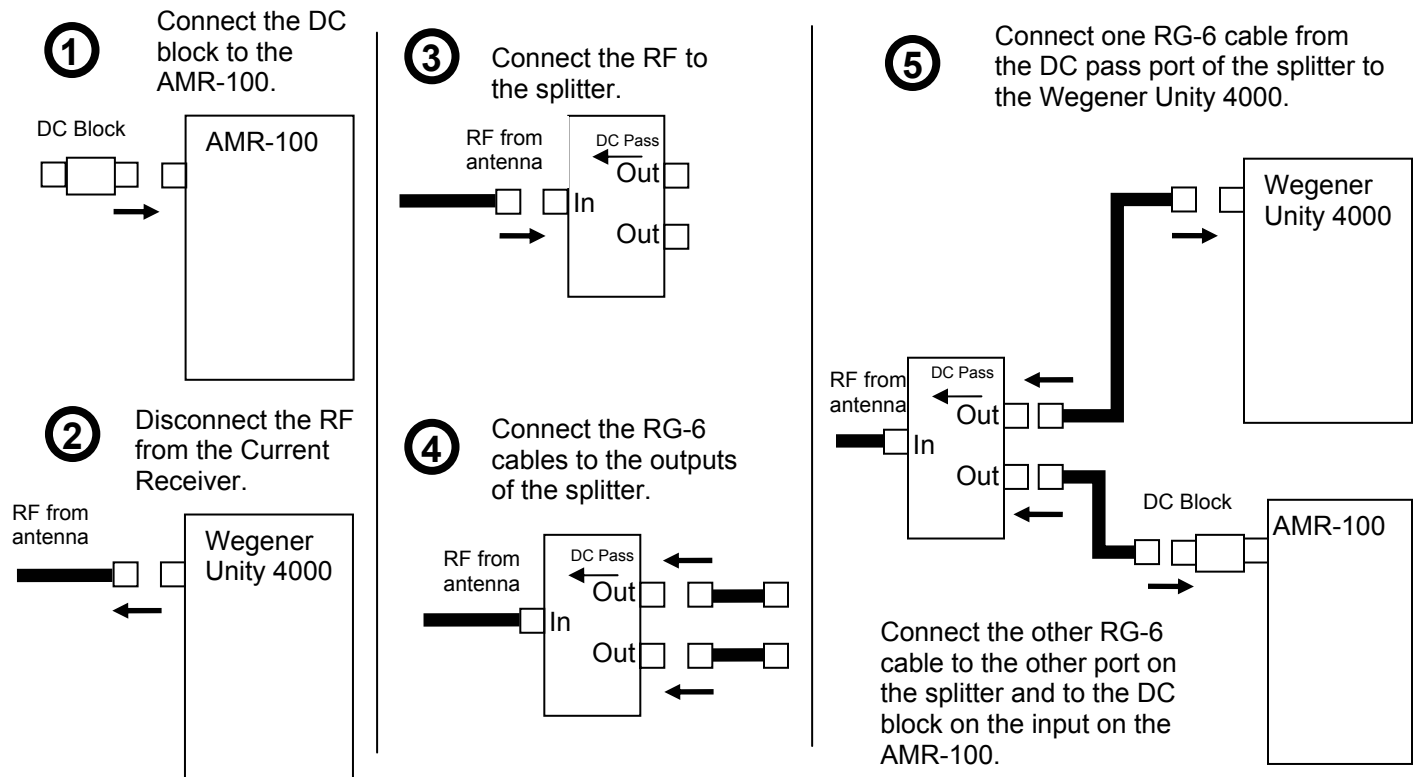 1
Connect the DC
block to the
AMR-100.
DC Block
AMR-100
2
Disconnect the RF
from the Current
Receiver.
RF from
antenna
Wegener
Unity 4000
3
Connect the RF to
the splitter.
RF from
antenna
DC Pass
Out
In
Out
4
Connect the RG-6
cables to the outputs
of the splitter.
RF from
antenna
DC Pass
Out
In
Out
5
Connect one RG-6 cable from
the DC pass port of the splitter to
the Wegener Unity 4000.
Wegener
Unity 4000
RF from
antenna
DC Pass
Out
In
Out
DC Block
AMR-100
Connect the other RG-6
cable to the other port on
the splitter and to the DC
block on the input on the
AMR-100.